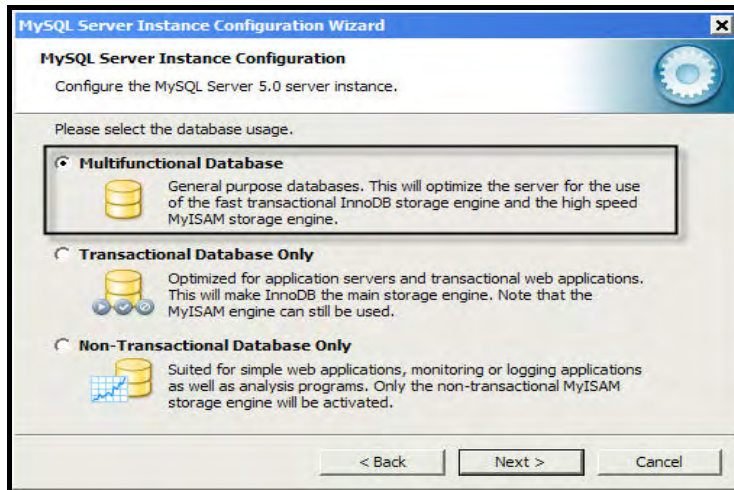 MySQL Server Instance Configuration Wizard
MySQL Server Instance Configuration
Configure the MySQL Server 5.0 server instance.
Please select the database usage.
Multifunctional Database
General purpose databases. This will optimize the server for the use
of the fast transactional InnoDB storage engine and the high speed
MyISAM storage engine.
Transactional Database Only
Optimized for application servers and transactional web applications.
This will make InnoDB the main storage engine. Note that the
MyISAM engine can still be used.
Non-Transactional Database Only
Suited for simple web applications, monitoring or logging applications
as well as analysis programs. Only the non-transactional MyISAM
storage engine will be activated.
< Back
Next >
Cancel